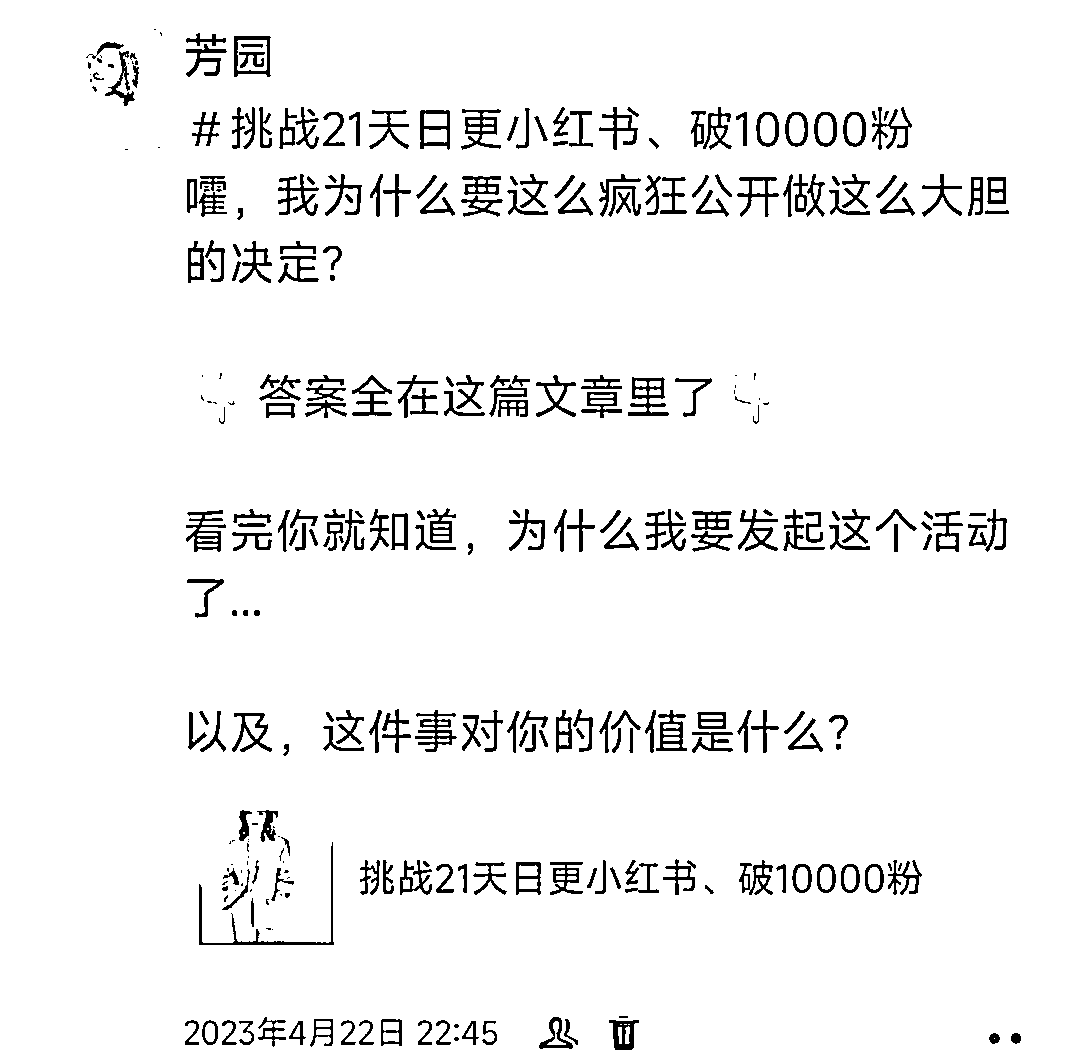 芳园
#挑战21天日更小红书、破10000粉
嚯，我为什么要这么疯狂公开做这么大胆
的决定？
👇答案全在这篇文章里了👇
看完你就知道，为什么我要发起这个活动
了...
以及，这件事对你的价值是什么？
挑战21天日更小红书、破10000粉
2023年4月22日 22:45